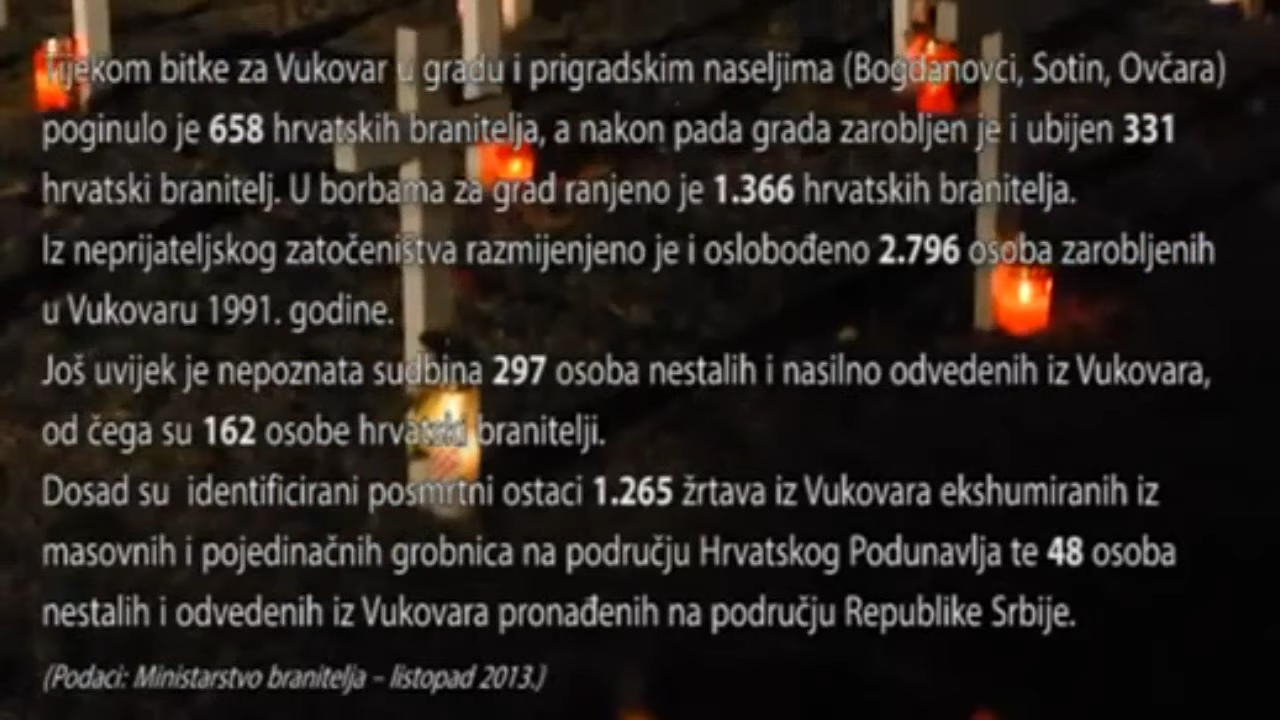 Tijekom bitke za Vukovar u gradu i prigradskim naseljima (Bogdanovci, Sotin, Ovčara)
poginulo je 658 hrvatskih branitelja, a nakon pada grada zarobljen je i ubijen 331
hrvatski branitelj. U borbama za grad ranjeno je 1.366 hrvatskih branitelja.
Iz neprijateljskog zatočeništva razmijenjeno je i oslobođeno 2.796 osoba zarobljenih
u Vukovaru 1991. godine.
Još uvijek je nepoznata sudbina 297 osoba nestalih i nasilno odvedenih iz Vukovara,
od čega su 162 osobe hrvatski branitelji.
Dosad su  identificirani posmrtni ostaci 1.265 žrtava iz Vukovara ekshumiranih iz
masovnih i pojedinačnih grobnica na području Hrvatskog Podunavlja te 48 osoba
nestalih i odvedenih iz Vukovara pronađenih na području Republike Srbije.
(Podaci: Ministarstvo branitelja – listopad 2013.)